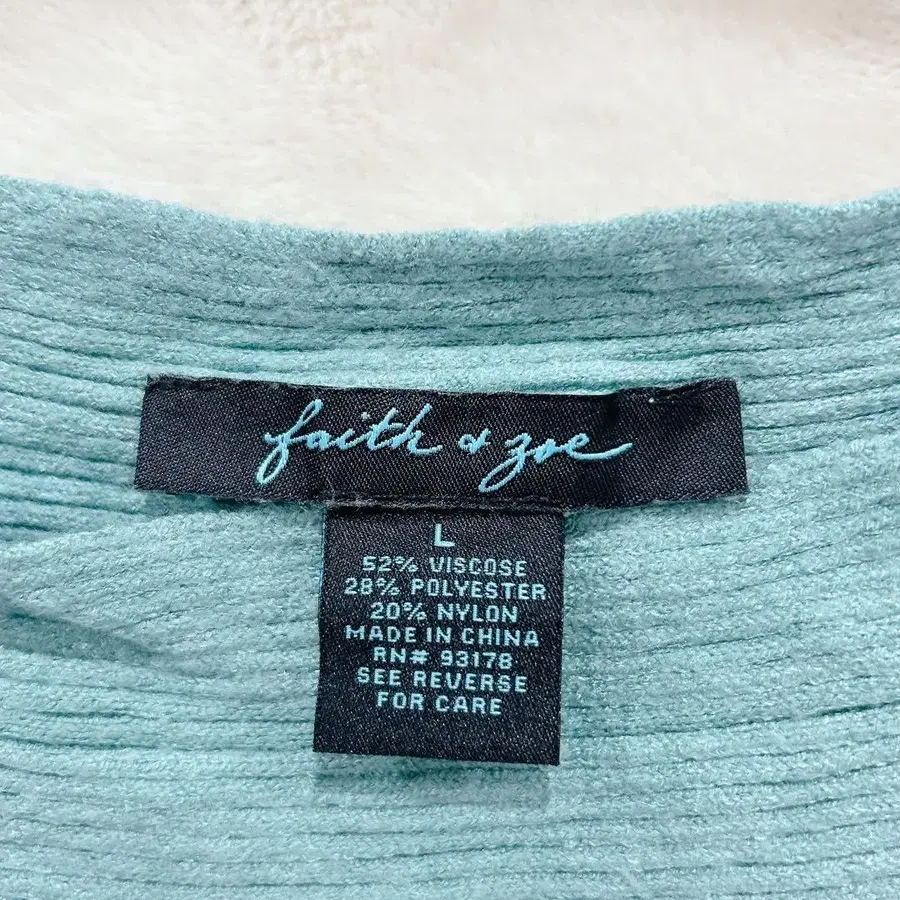 faith & zoe
L
52% VISCOSE
28% POLYESTER
20% NYLON
MADE IN CHINA
RN# 93178
SEE REVERSE
FOR CARE